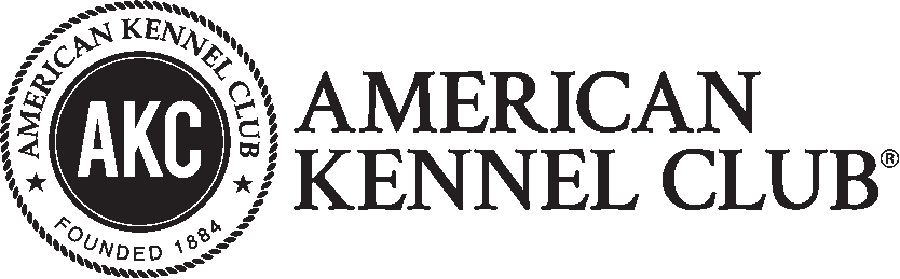 AMERICAN KENNEL CLUB
AKC
FOUNDED 1884
AMERICAN
KENNEL CLUB®